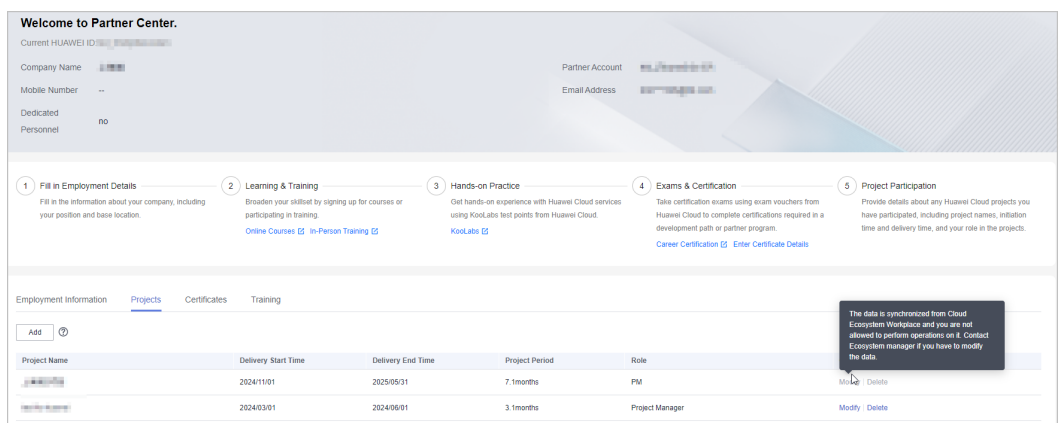 Welcome to Partner Center.
Current HUAWEI ID
Company Name
Partner Account
Mobile Number --
Email Address
Dedicated
Personnel no
1 Fill in Employment Details
Fill in the information about your company, including
your position and base location.
2 Learning & Training
Broaden your skillset by signing up for courses or
participating in training.
Online Courses In-Person Training
3 Hands-on Practice
Get hands-on experience with Huawei Cloud services
using KooLabs test points from Huawei Cloud.
KooLabs
4 Exams & Certification
Take certification exams using exam vouchers from
Huawei Cloud to complete certifications required in a
development path or partner program.
Career Certification Enter Certificate Details
5 Project Participation
Provide details about any Huawei Cloud projects you
have participated, including project names, initiation
time and delivery time, and your role in the projects.
Employment Information Projects Certificates Training
The data is synchronized from Cloud
Ecosystem Workplace and you are not
allowed to perform operations on it. Contact
Ecosystem manager if you have to modify
the data.
Add ?
Project Name Delivery Start Time Delivery End Time Project Period Role
2024/11/01 2025/05/31 7.1months PM Modify Delete
2024/03/01 2024/06/01 3.1months Project Manager Modify Delete